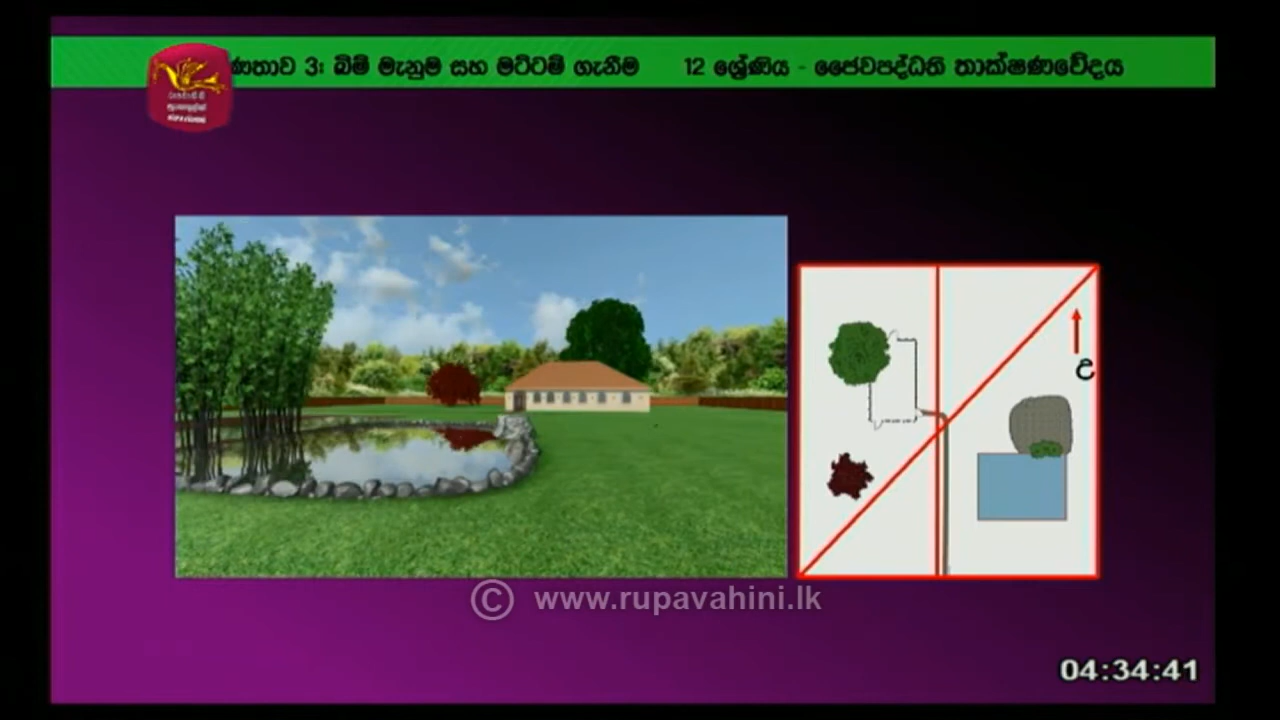 ණතාව 3: බිම් මැනුම සහ මට්ටම් ගැනීම 12 ශ්‍රේණිය - ජෛවපද්ධති තාක්ෂණවේදය
උ
© www.rupavahini.lk
04:34:41